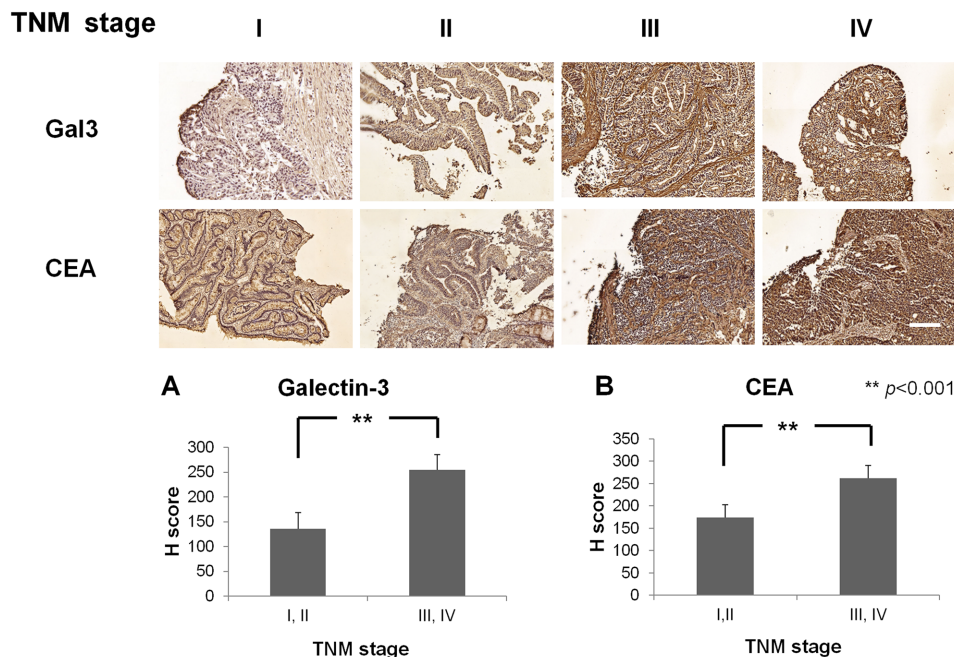 TNM stage I II III IV
Gal3
CEA
A Galectin-3
**
300
250
200
150
100
50
0
H score
I, II III, IV
TNM stage
B CEA ** p<0.001
**
350
300
250
200
150
100
50
0
H score
I,II III, IV
TNM stage